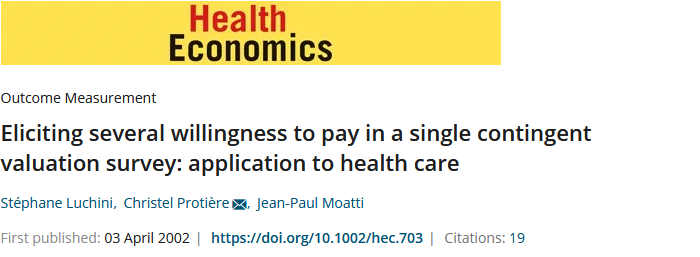 Health
Economics
Outcome Measurement
Eliciting several willingness to pay in a single contingent
valuation survey: application to health care
Stéphane Luchini, Christel Protière, Jean-Paul Moatti
First published: 03 April 2002 | https://doi.org/10.1002/hec.703 | Citations: 19